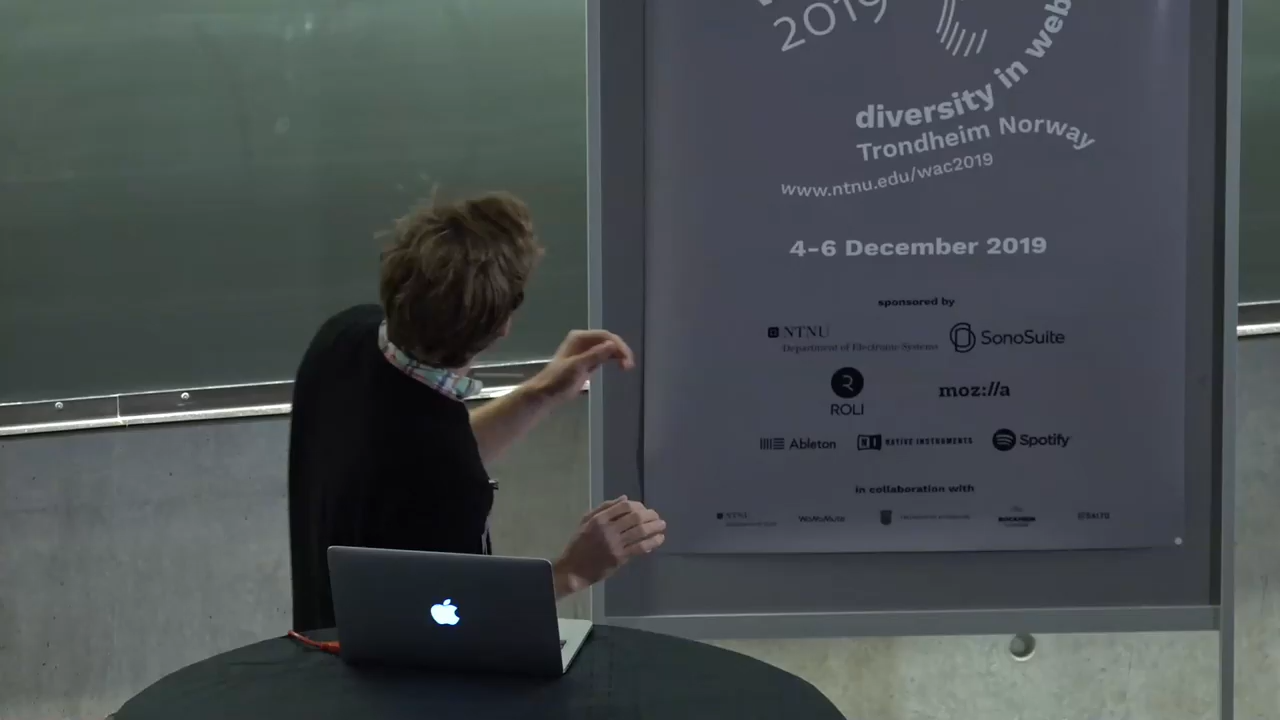 2019
diversity in web
Trondheim Norway
www.ntnu.edu/wac2019
4-6 December 2019
sponsored by
NTNU
Department of Electronic Systems
SonoSuite
ROLI
moz://a
Ableton
NATIVE INSTRUMENTS
Spotify
in collaboration with
NTNU